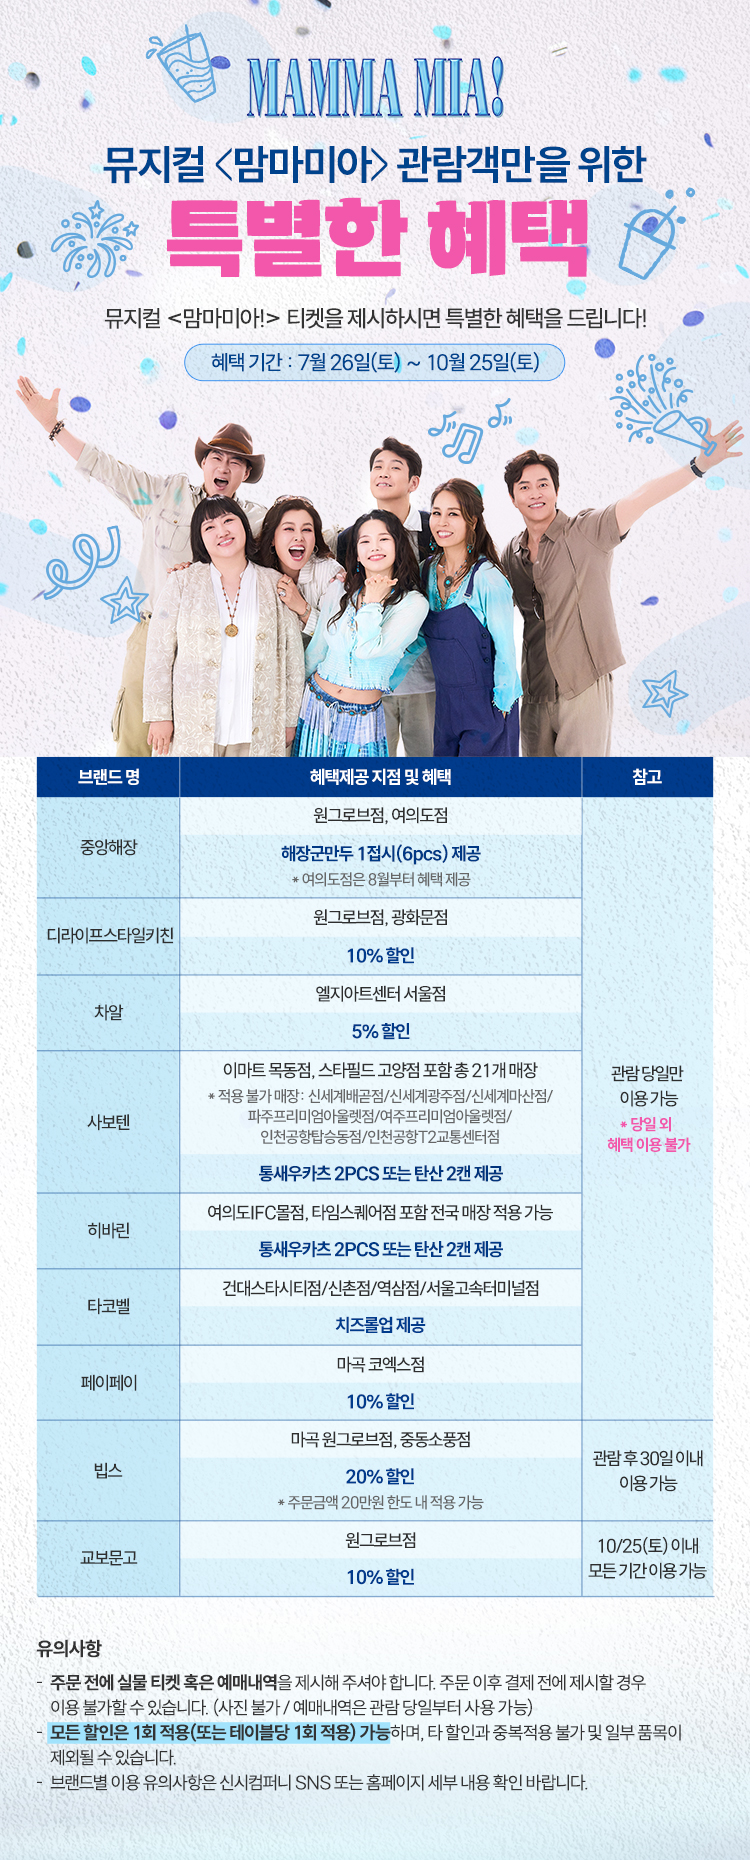 MAMMA MIA!
뮤지컬 <맘마미아> 관람객만을 위한
특별한 혜택
뮤지컬 <맘마미아!> 티켓을 제시하시면 특별한 혜택을 드립니다!
혜택 기간 : 7월 26일(토) ~ 10월 25일(토)
브랜드 명 혜택제공 지점 및 혜택 참고
중앙해장
원그로브점, 여의도점
해장군만두 1접시(6pcs) 제공
* 여의도점은 8월부터 혜택 제공
디라이프스타일키친
원그로브점, 광화문점
10% 할인
차알
엘지아트센터 서울점
5% 할인
사보텐
이마트 목동점, 스타필드 고양점 포함 총 21개 매장
* 적용 불가 매장 : 신세계배곧점/신세계광주점/신세계마산점/
파주프리미엄아울렛점/여주프리미엄아울렛점/
인천공항탑승동점/인천공항T2교통센터점
통새우카츠 2PCS 또는 탄산 2캔 제공
히바린
여의도IFC몰점, 타임스퀘어점 포함 전국 매장 적용 가능
통새우카츠 2PCS 또는 탄산 2캔 제공
타코벨
건대스타시티점/신촌점/역삼점/서울고속터미널점
치즈롤업 제공
페이페이
마곡 코엑스점
10% 할인
관람 당일만
이용 가능
* 당일 외
혜택 이용 불가
빕스
마곡 원그로브점, 중동소풍점
20% 할인
* 주문금액 20만원 한도 내 적용 가능
관람 후 30일 이내
이용 가능
교보문고
원그로브점
10% 할인
10/25(토) 이내
모든 기간 이용 가능
유의사항
- 주문 전에 실물 티켓 혹은 예매내역을 제시해 주셔야 합니다. 주문 이후 결제 전에 제시할 경우
이용 불가할 수 있습니다. (사진 불가 / 예매내역은 관람 당일부터 사용 가능)
- 모든 할인은 1회 적용(또는 테이블당 1회 적용) 가능하며, 타 할인과 중복적용 불가 및 일부 품목이
제외될 수 있습니다.
- 브랜드별 이용 유의사항은 신시컴퍼니 SNS 또는 홈페이지 세부 내용 확인 바랍니다.